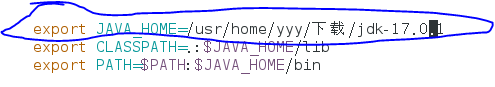 export JAVA_HOME=/usr/home/yyy/下载/jdk-17.0.1
export CLASSPATH=.:$JAVA_HOME/lib
export PATH=$PATH:$JAVA_HOME/bin